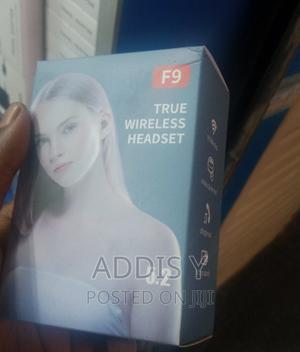 F9
TRUE
WIRELESS
HEADSET
ADDIS Y
POSTED ON JIJI